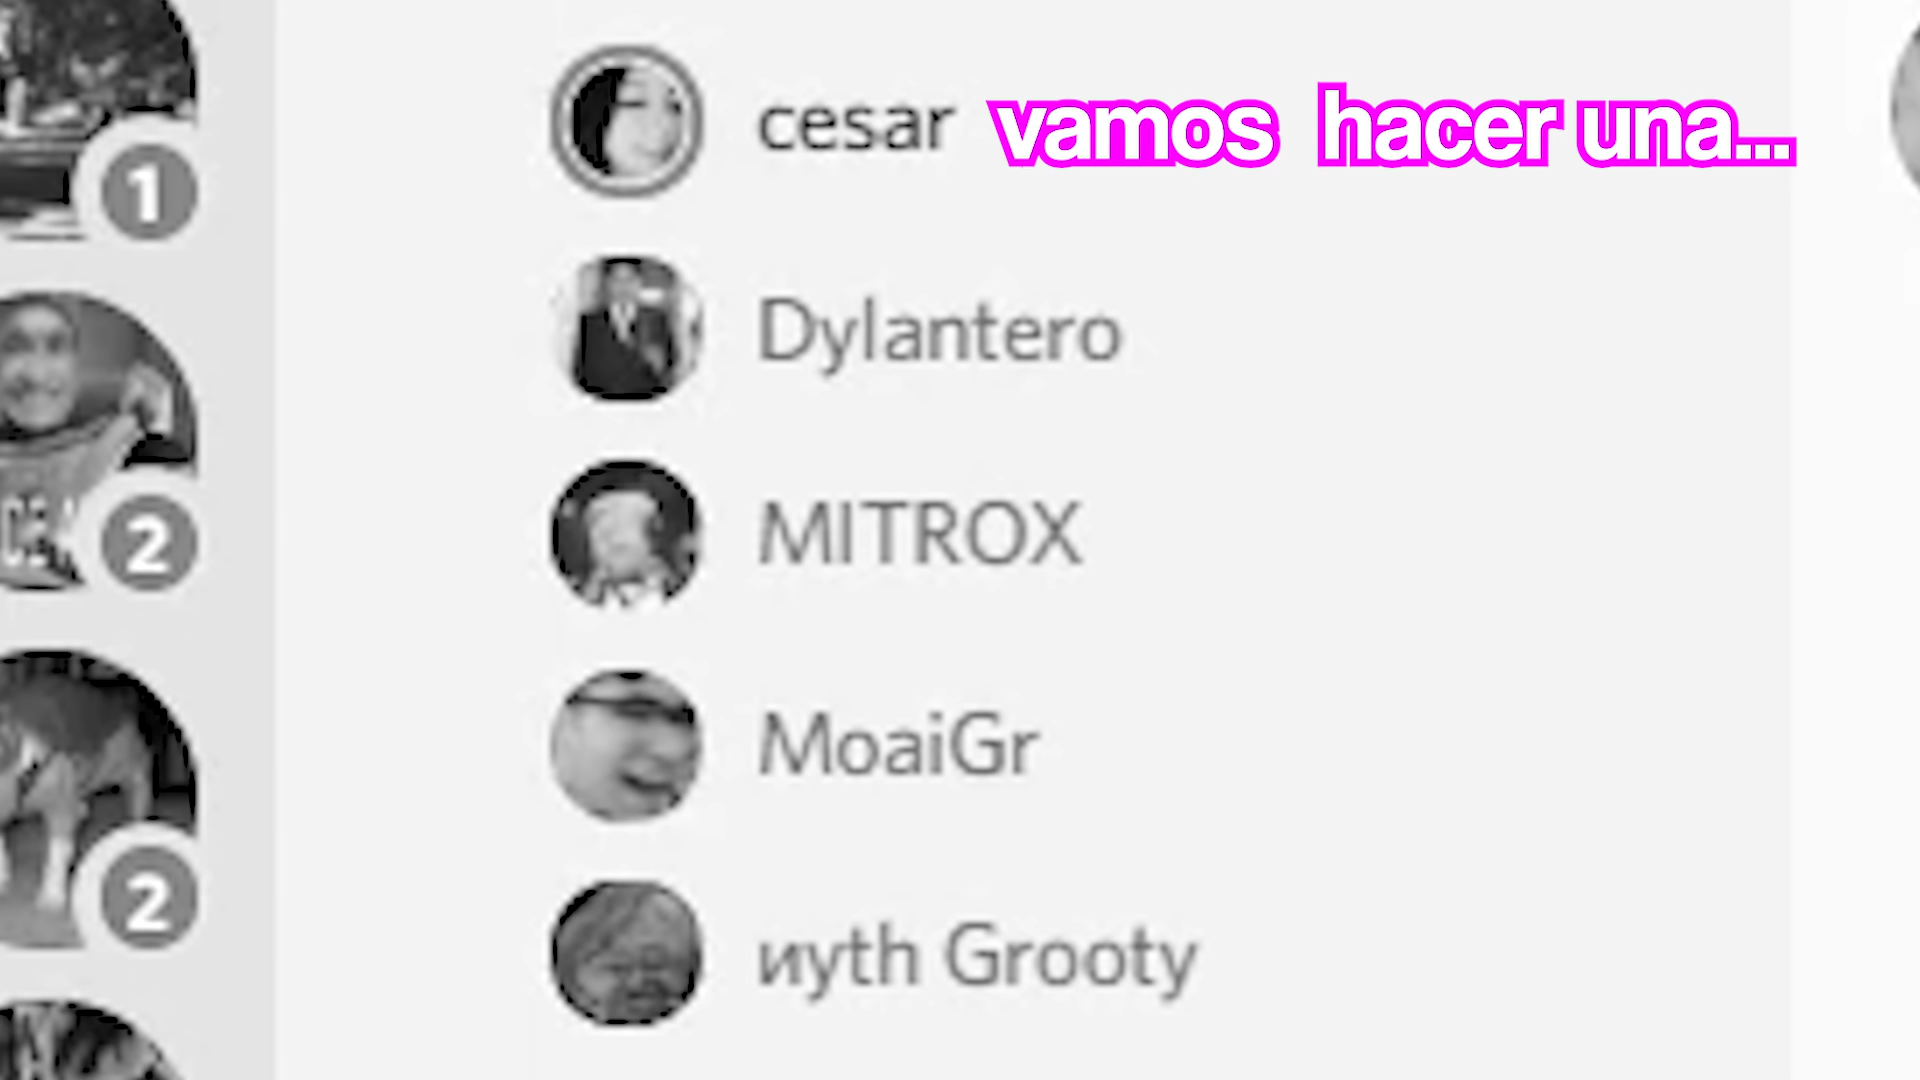 1
cesar vamos hacer una...
Dylantero
2
MITROX
MoaiGr
2
иyth Grooty